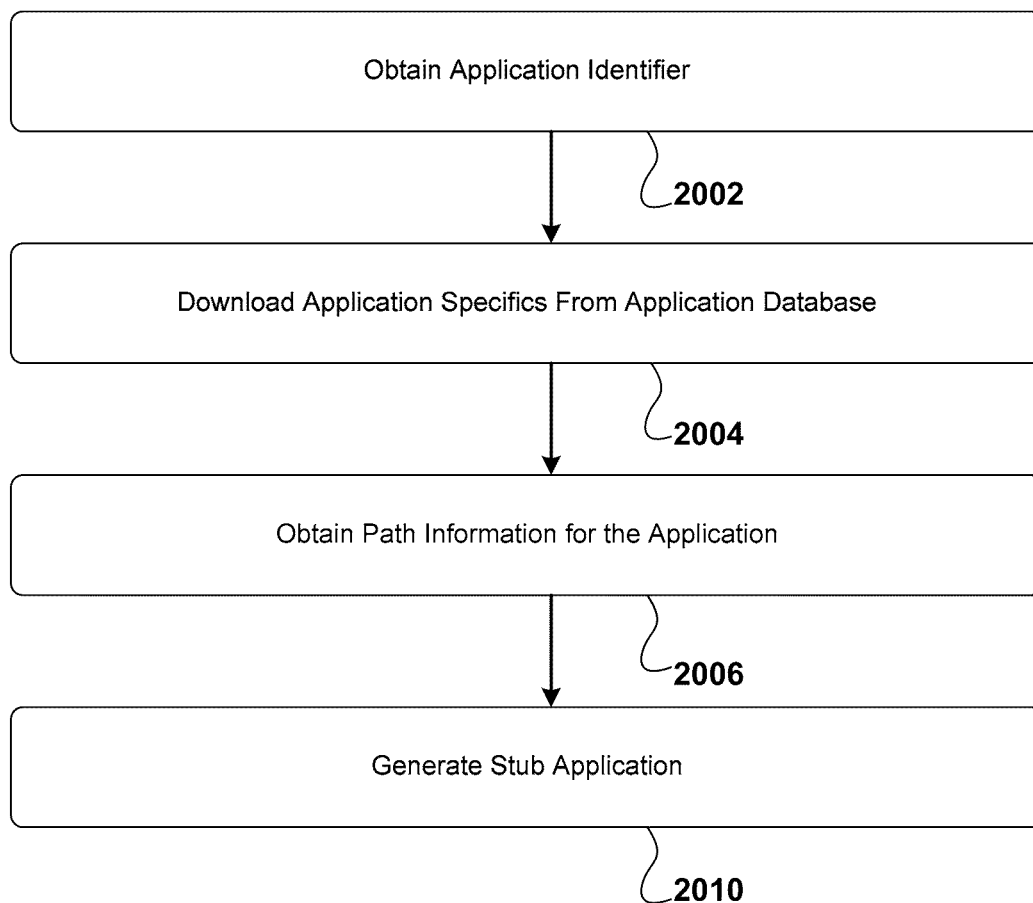 Obtain Application Identifier
2002
Download Application Specifics From Application Database
2004
Obtain Path Information for the Application
2006
Generate Stub Application
2010